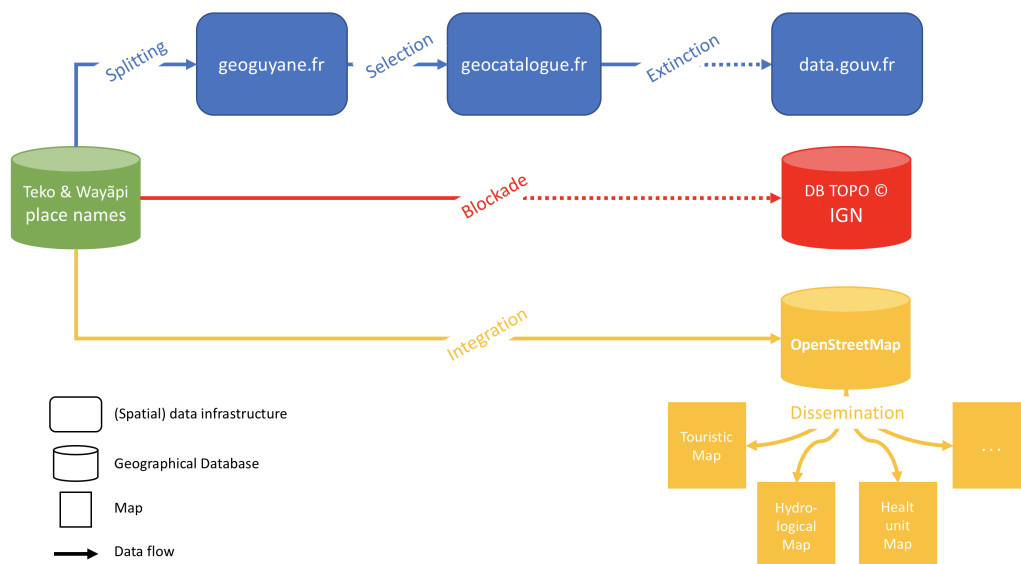 Splitting
geoguyane.fr
Selection
geocatalogue.fr
Extinction
data.gouv.fr
Teko & Wayãpi
place names
Blockade
DB TOPO ©
IGN
Integration
OpenStreetMap
Dissemination
Touristic
Map
...
Hydro-
logical
Map
Healt
unit
Map
(Spatial) data infrastructure
Geographical Database
Map
Data flow